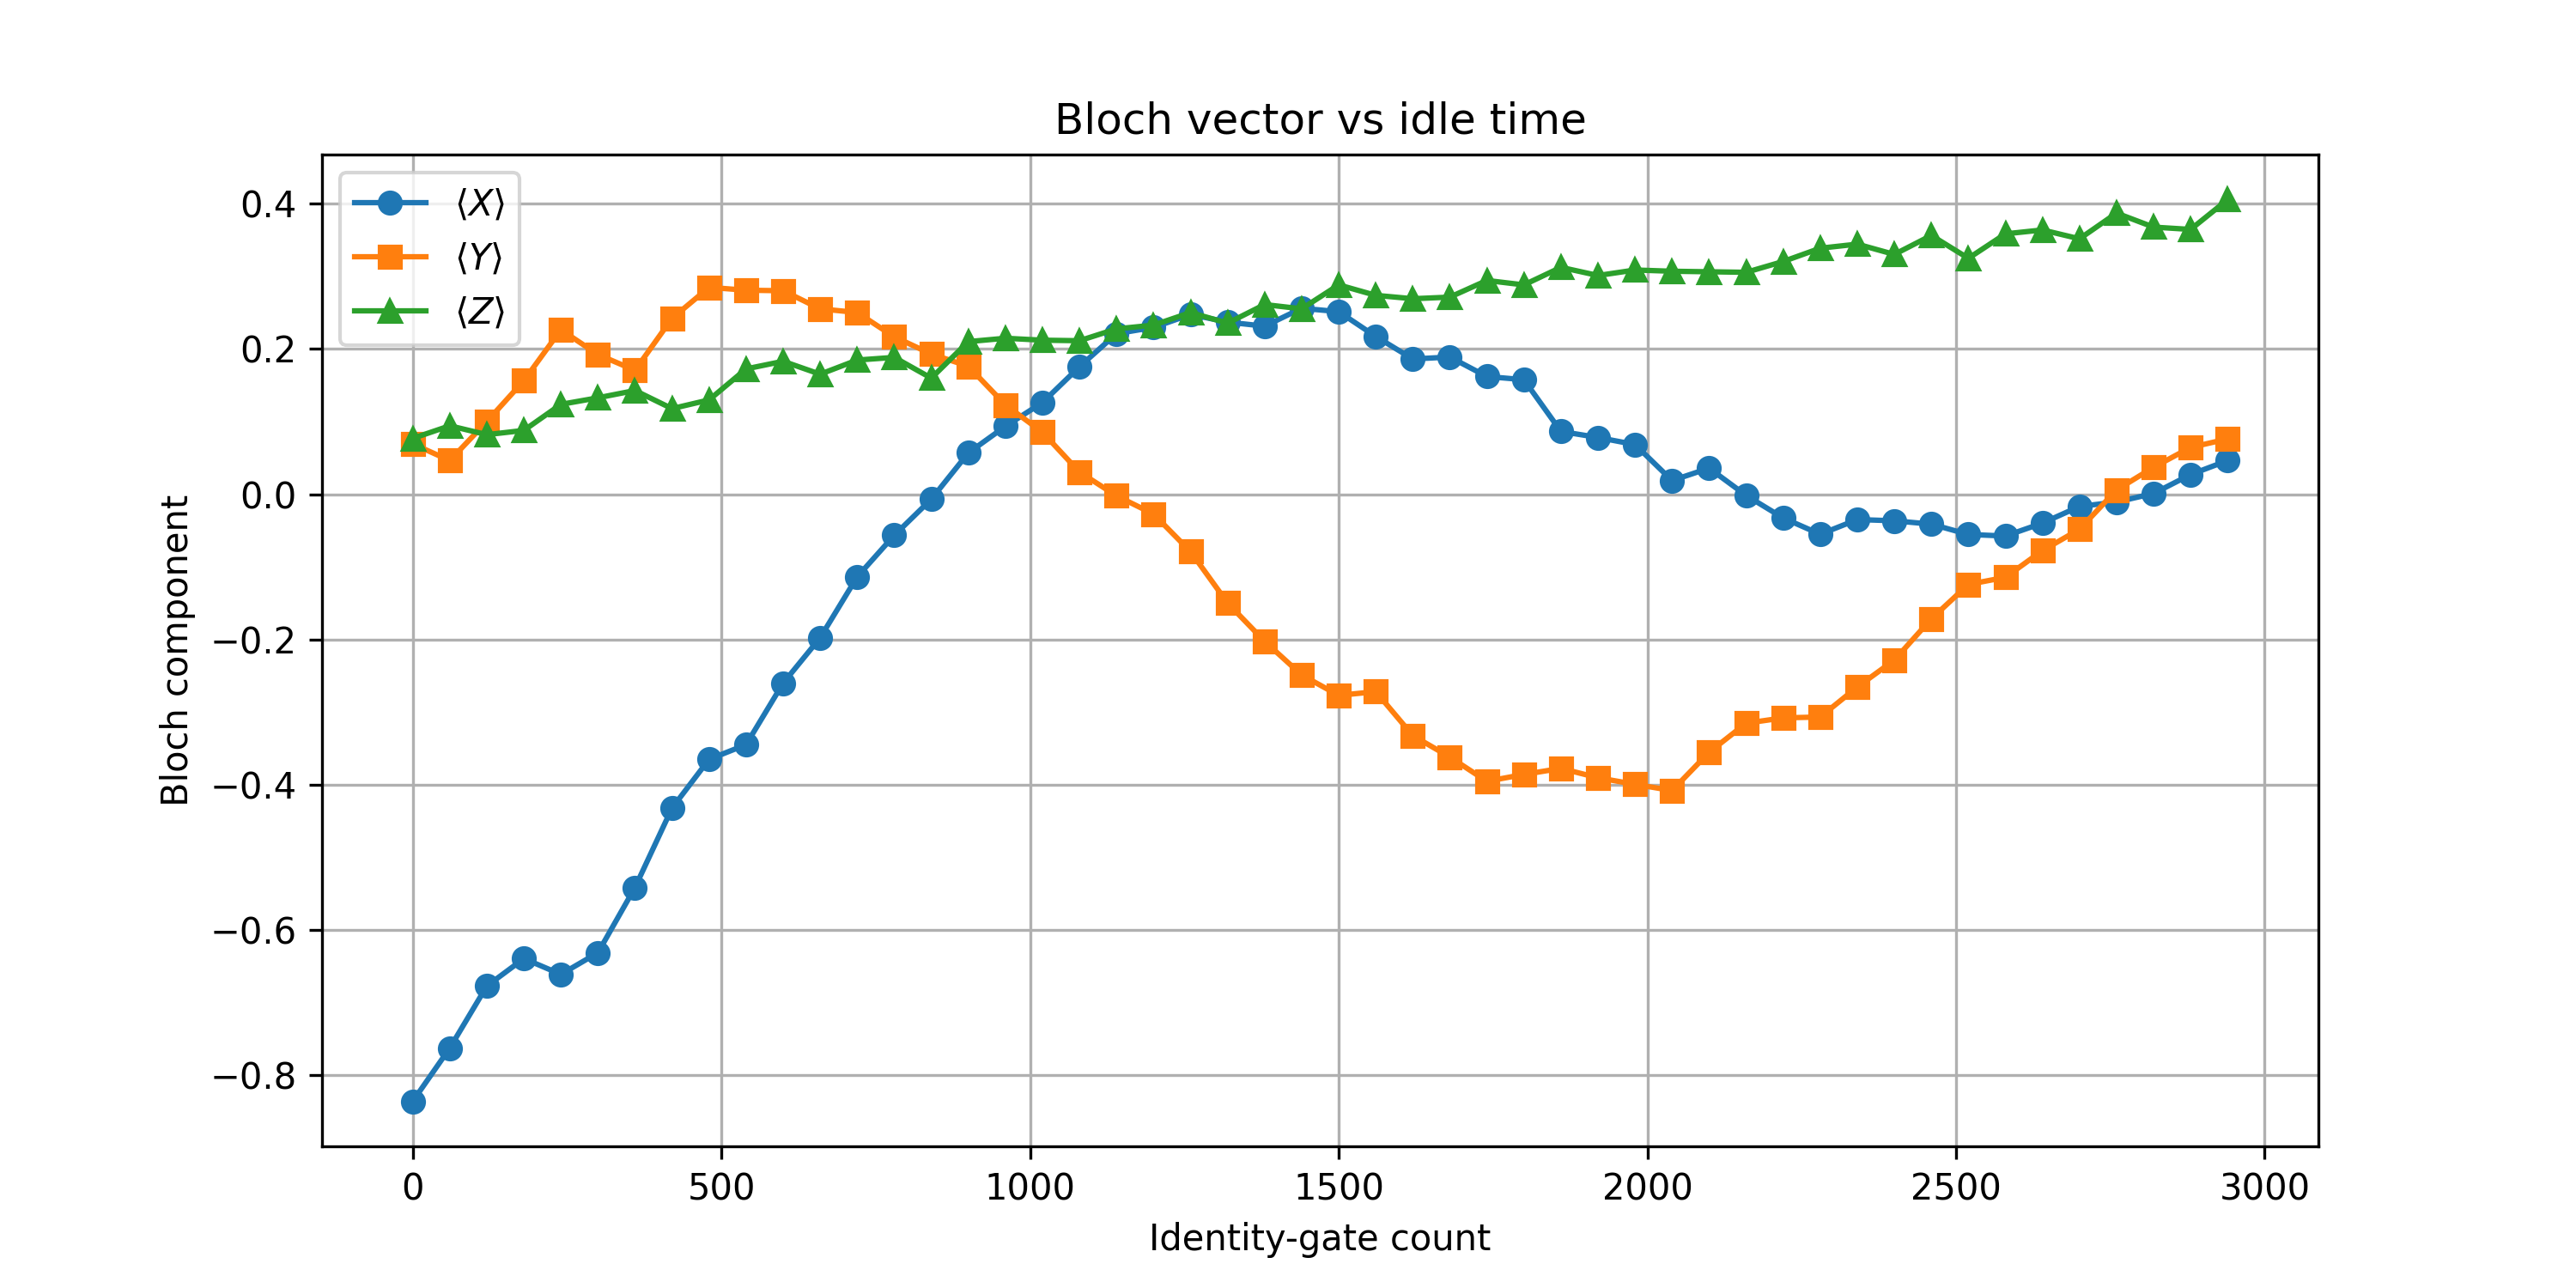 Bloch vector vs idle time
⟨X⟩
⟨Y⟩
⟨Z⟩
Bloch component
0.4
0.2
0.0
−0.2
−0.4
−0.6
−0.8
0 500 1000 1500 2000 2500 3000
Identity-gate count